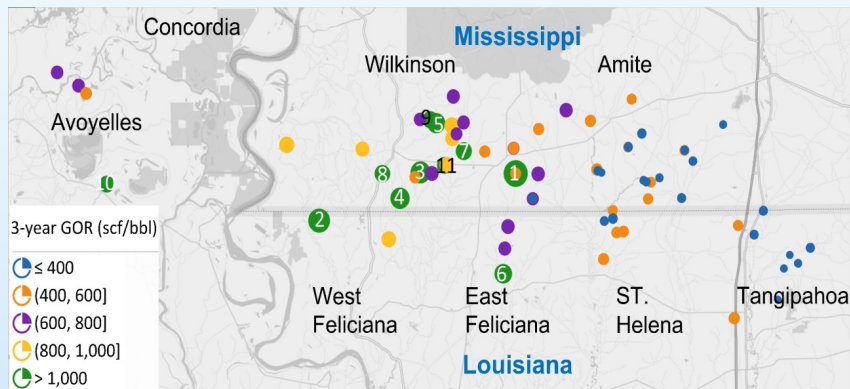 Concordia
Mississippi
Wilkinson
Amite
Avoyelles
9
5
7
10
8
3
11
1
4
2
6
3-year GOR (scf/bbl)
≤ 400
(400, 600]
(600, 800]
(800, 1,000]
> 1,000
West
Feliciana
East
Feliciana
ST.
Helena
Tangipahoa
Louisiana